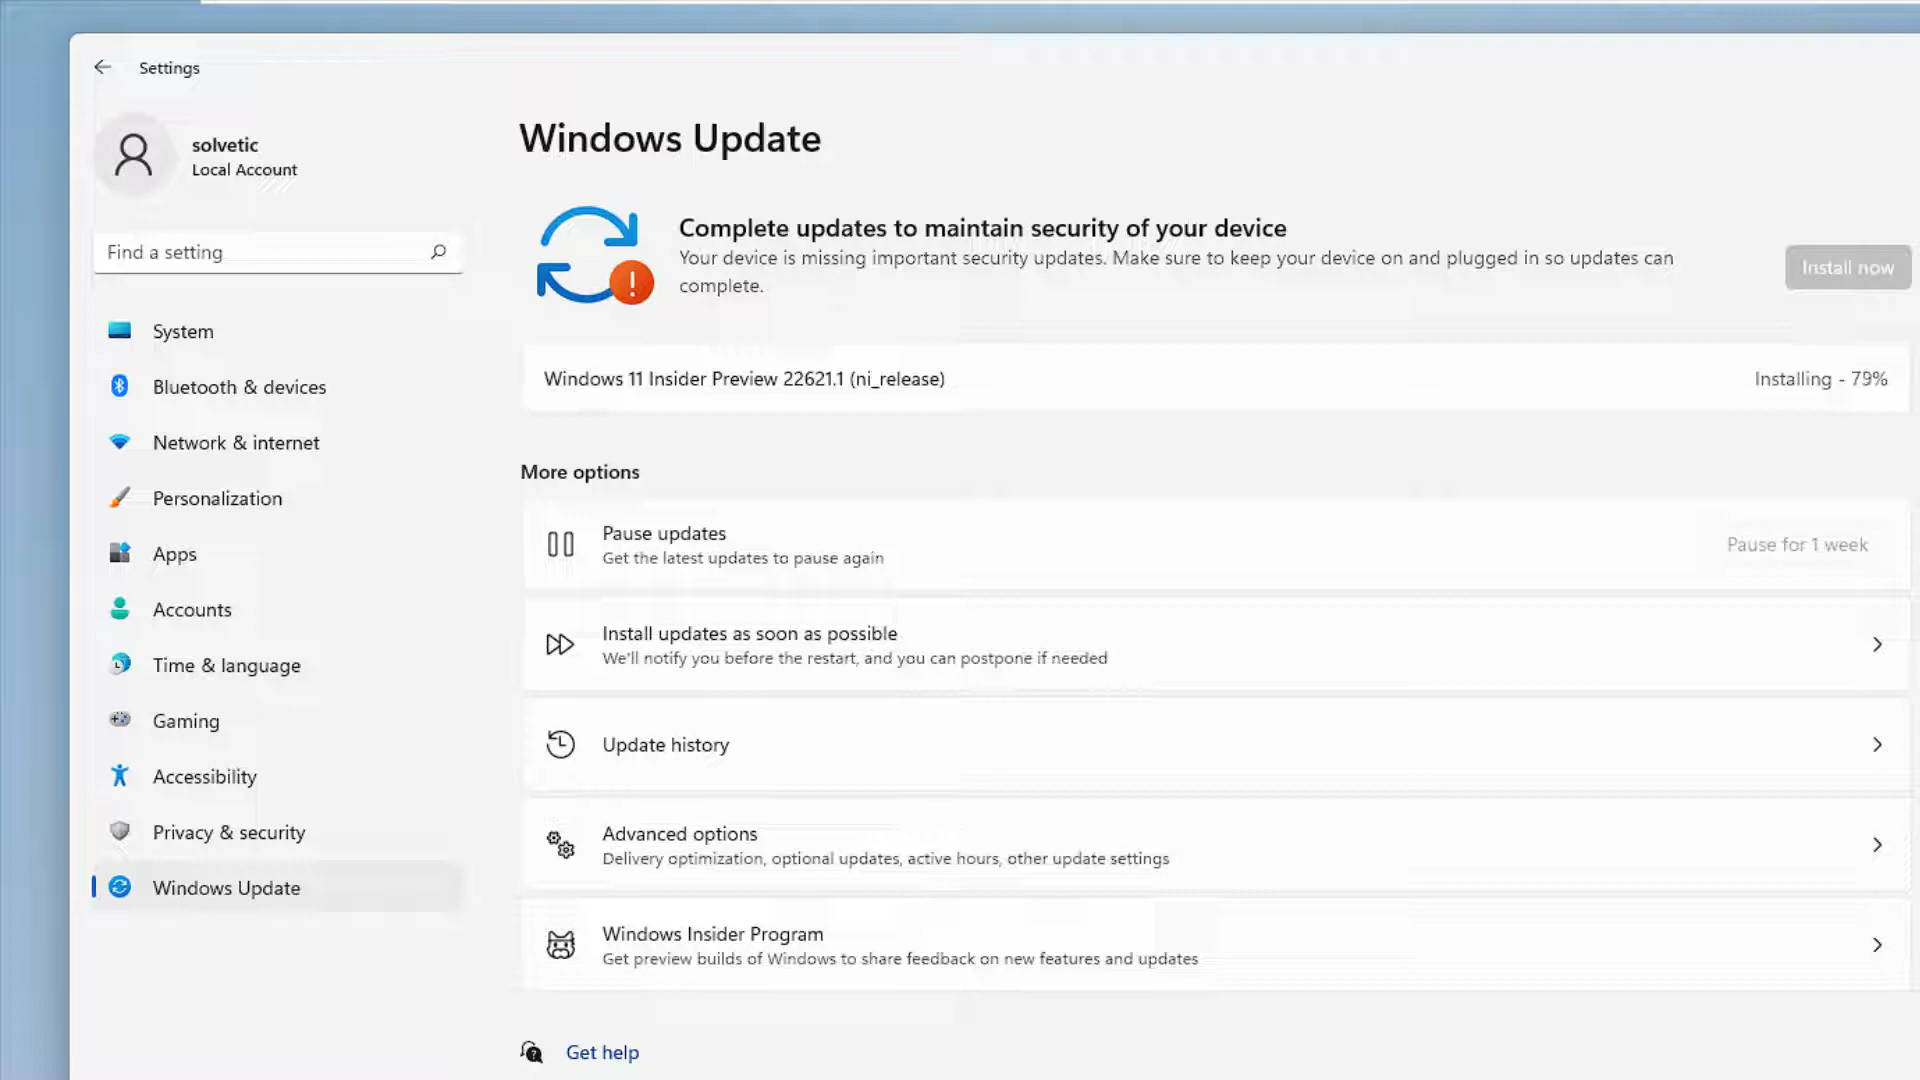 Settings
solvetic
Local Account
Find a setting
System
Bluetooth & devices
Network & internet
Personalization
Apps
Accounts
Time & language
Gaming
Accessibility
Privacy & security
Windows Update
Windows Update
Complete updates to maintain security of your device
Your device is missing important security updates. Make sure to keep your device on and plugged in so updates can
complete.
Install now
Windows 11 Insider Preview 22621.1 (ni_release)
Installing - 79%
More options
Pause updates
Get the latest updates to pause again
Pause for 1 week
Install updates as soon as possible
We'll notify you before the restart, and you can postpone if needed
Update history
Advanced options
Delivery optimization, optional updates, active hours, other update settings
Windows Insider Program
Get preview builds of Windows to share feedback on new features and updates
Get help